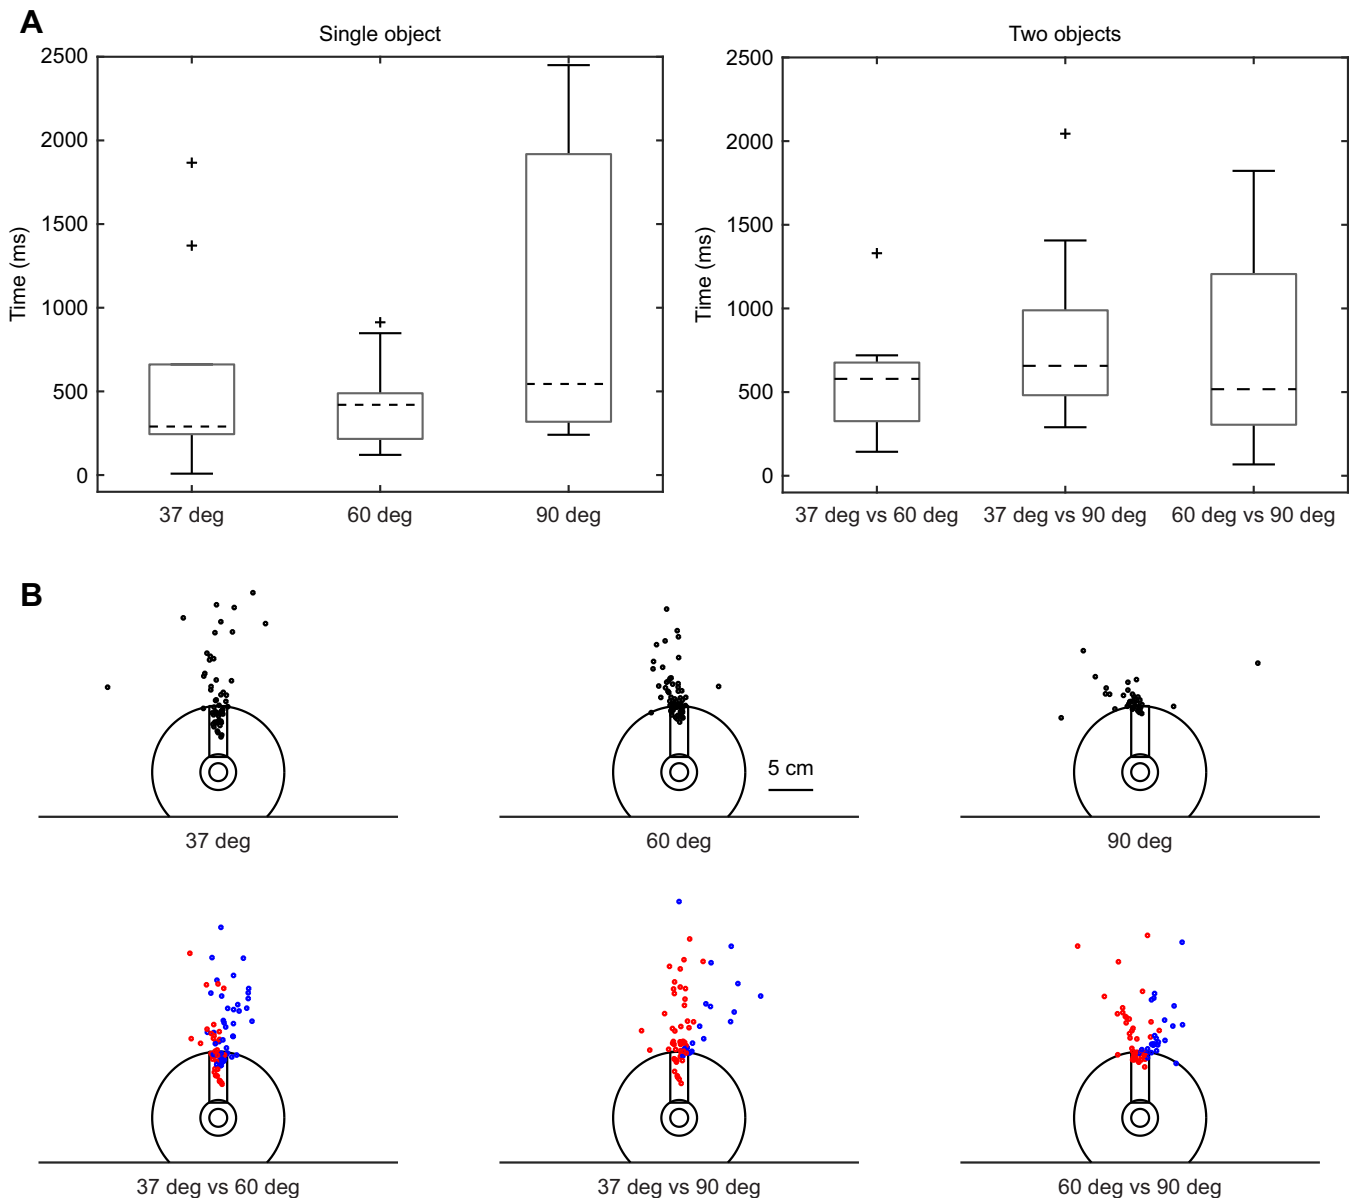 A
Single object
Two objects
2500
2000
1500
1000
500
0
Time (ms)
37 deg
60 deg
90 deg
2500
2000
1500
1000
500
0
Time (ms)
37 deg vs 60 deg
37 deg vs 90 deg
60 deg vs 90 deg
B
5 cm
37 deg
60 deg
90 deg
37 deg vs 60 deg
37 deg vs 90 deg
60 deg vs 90 deg